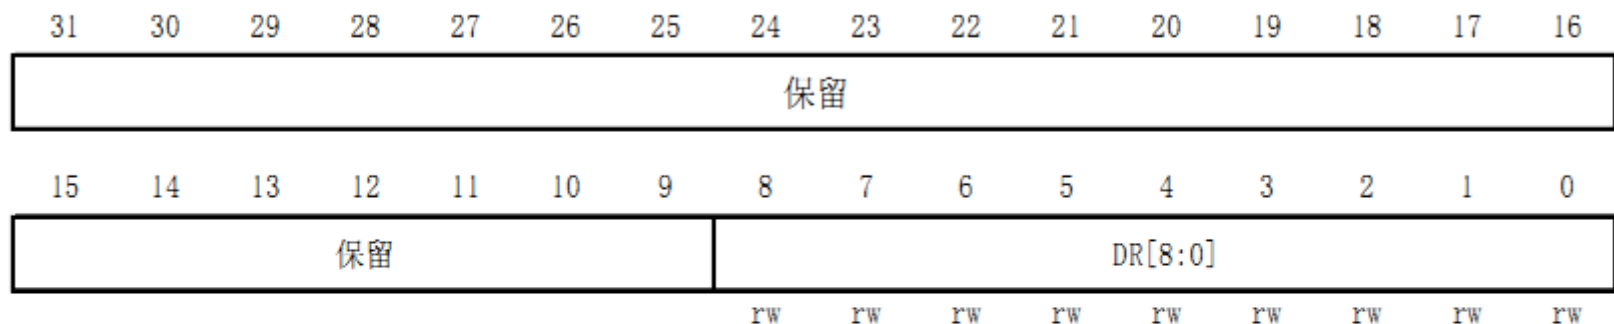 31 30 29 28 27 26 25 24 23 22 21 20 19 18 17 16
保留
15 14 13 12 11 10 9 8 7 6 5 4 3 2 1 0
保留 DR[8:0]
rw rw rw rw rw rw rw rw rw